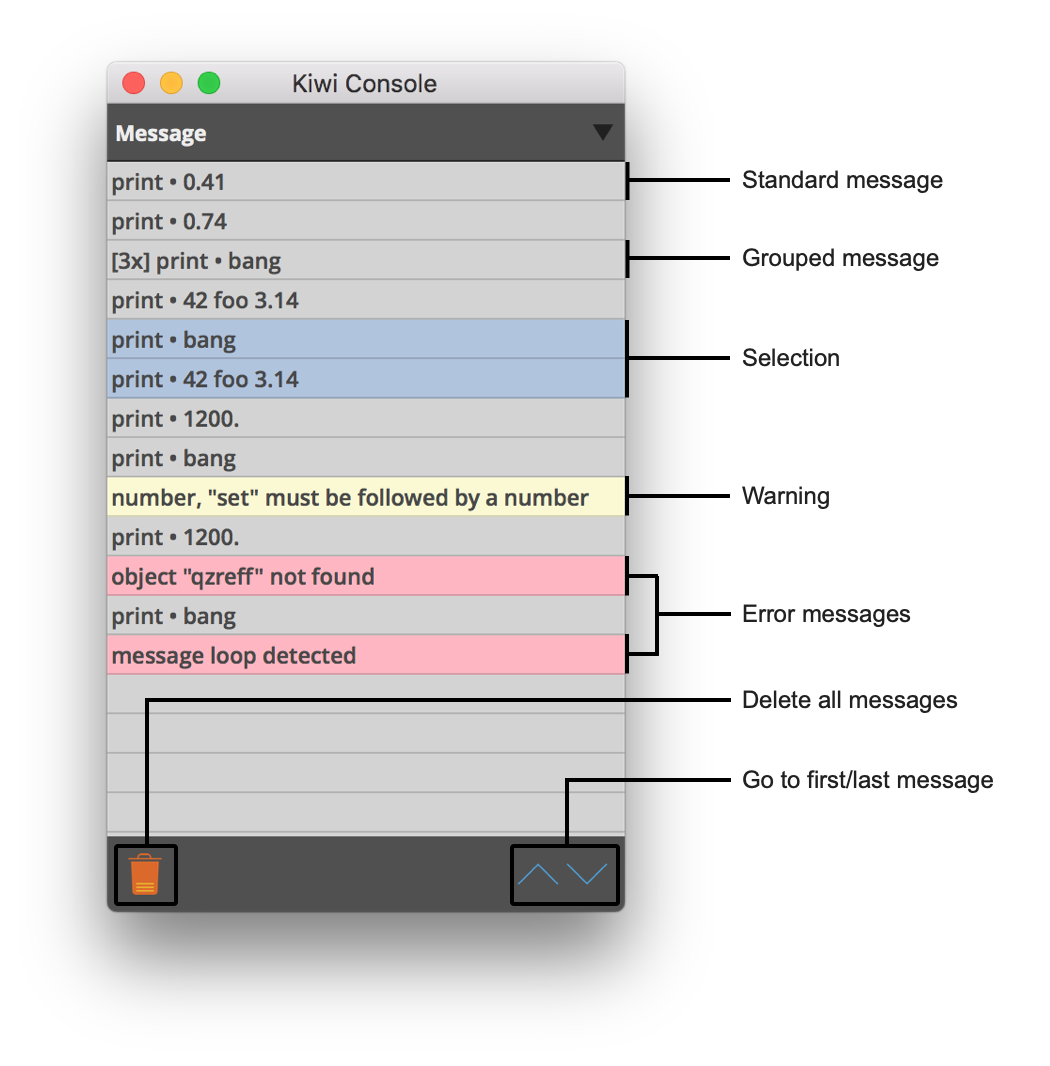 Kiwi Console
Message
print • 0.41
Standard message
print • 0.74
[3x] print • bang
Grouped message
print • 42 foo 3.14
print • bang
Selection
print • 42 foo 3.14
print • 1200.
print • bang
number, "set" must be followed by a number
Warning
print • 1200.
object "qzreff" not found
print • bang
Error messages
message loop detected
Delete all messages
Go to first/last message